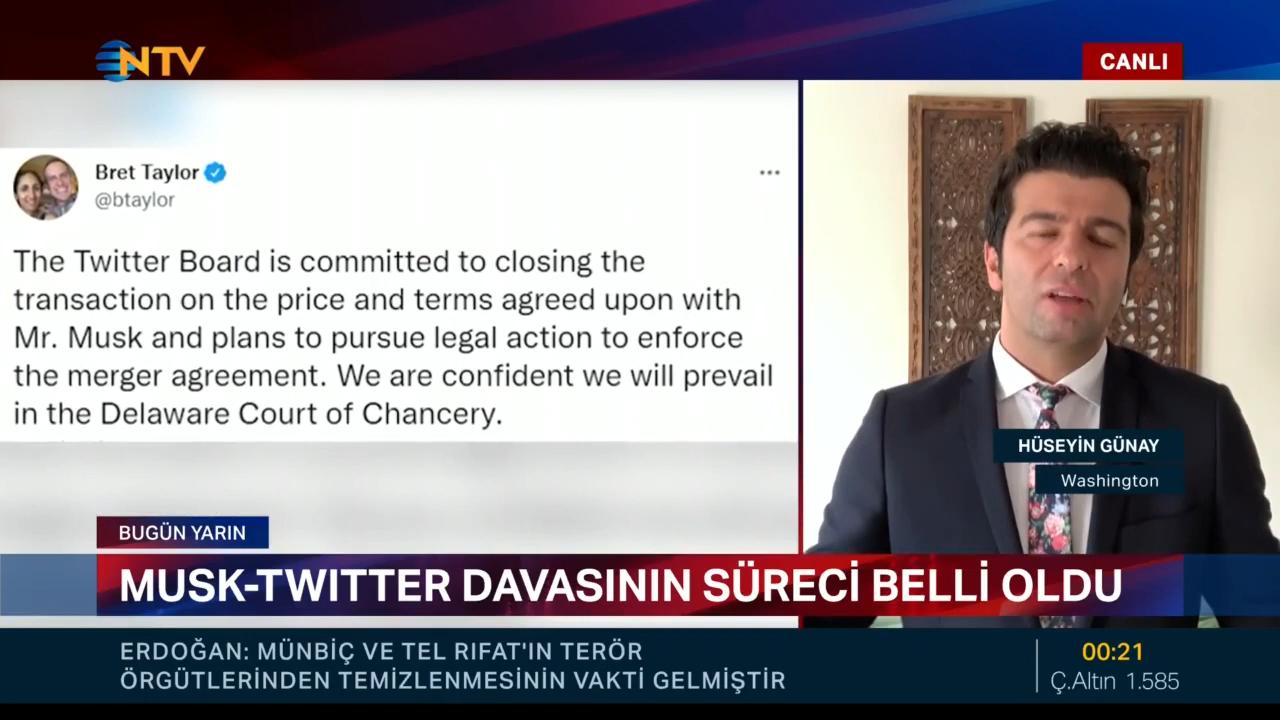 NTV
CANLI
Bret Taylor
@btaylor
The Twitter Board is committed to closing the
transaction on the price and terms agreed upon with
Mr. Musk and plans to pursue legal action to enforce
the merger agreement. We are confident we will prevail
in the Delaware Court of Chancery.
HÜSEYİN GÜNAY
Washington
BUGÜN YARIN
MUSK-TWITTER DAVASININ SÜRECİ BELLİ OLDU
ERDOĞAN: MÜNBİÇ VE TEL RIFAT'IN TERÖR
ÖRGÜTLERİNDEN TEMİZLENMESİNİN VAKTİ GELMİŞTİR
00:21
Ç.Altın 1.585